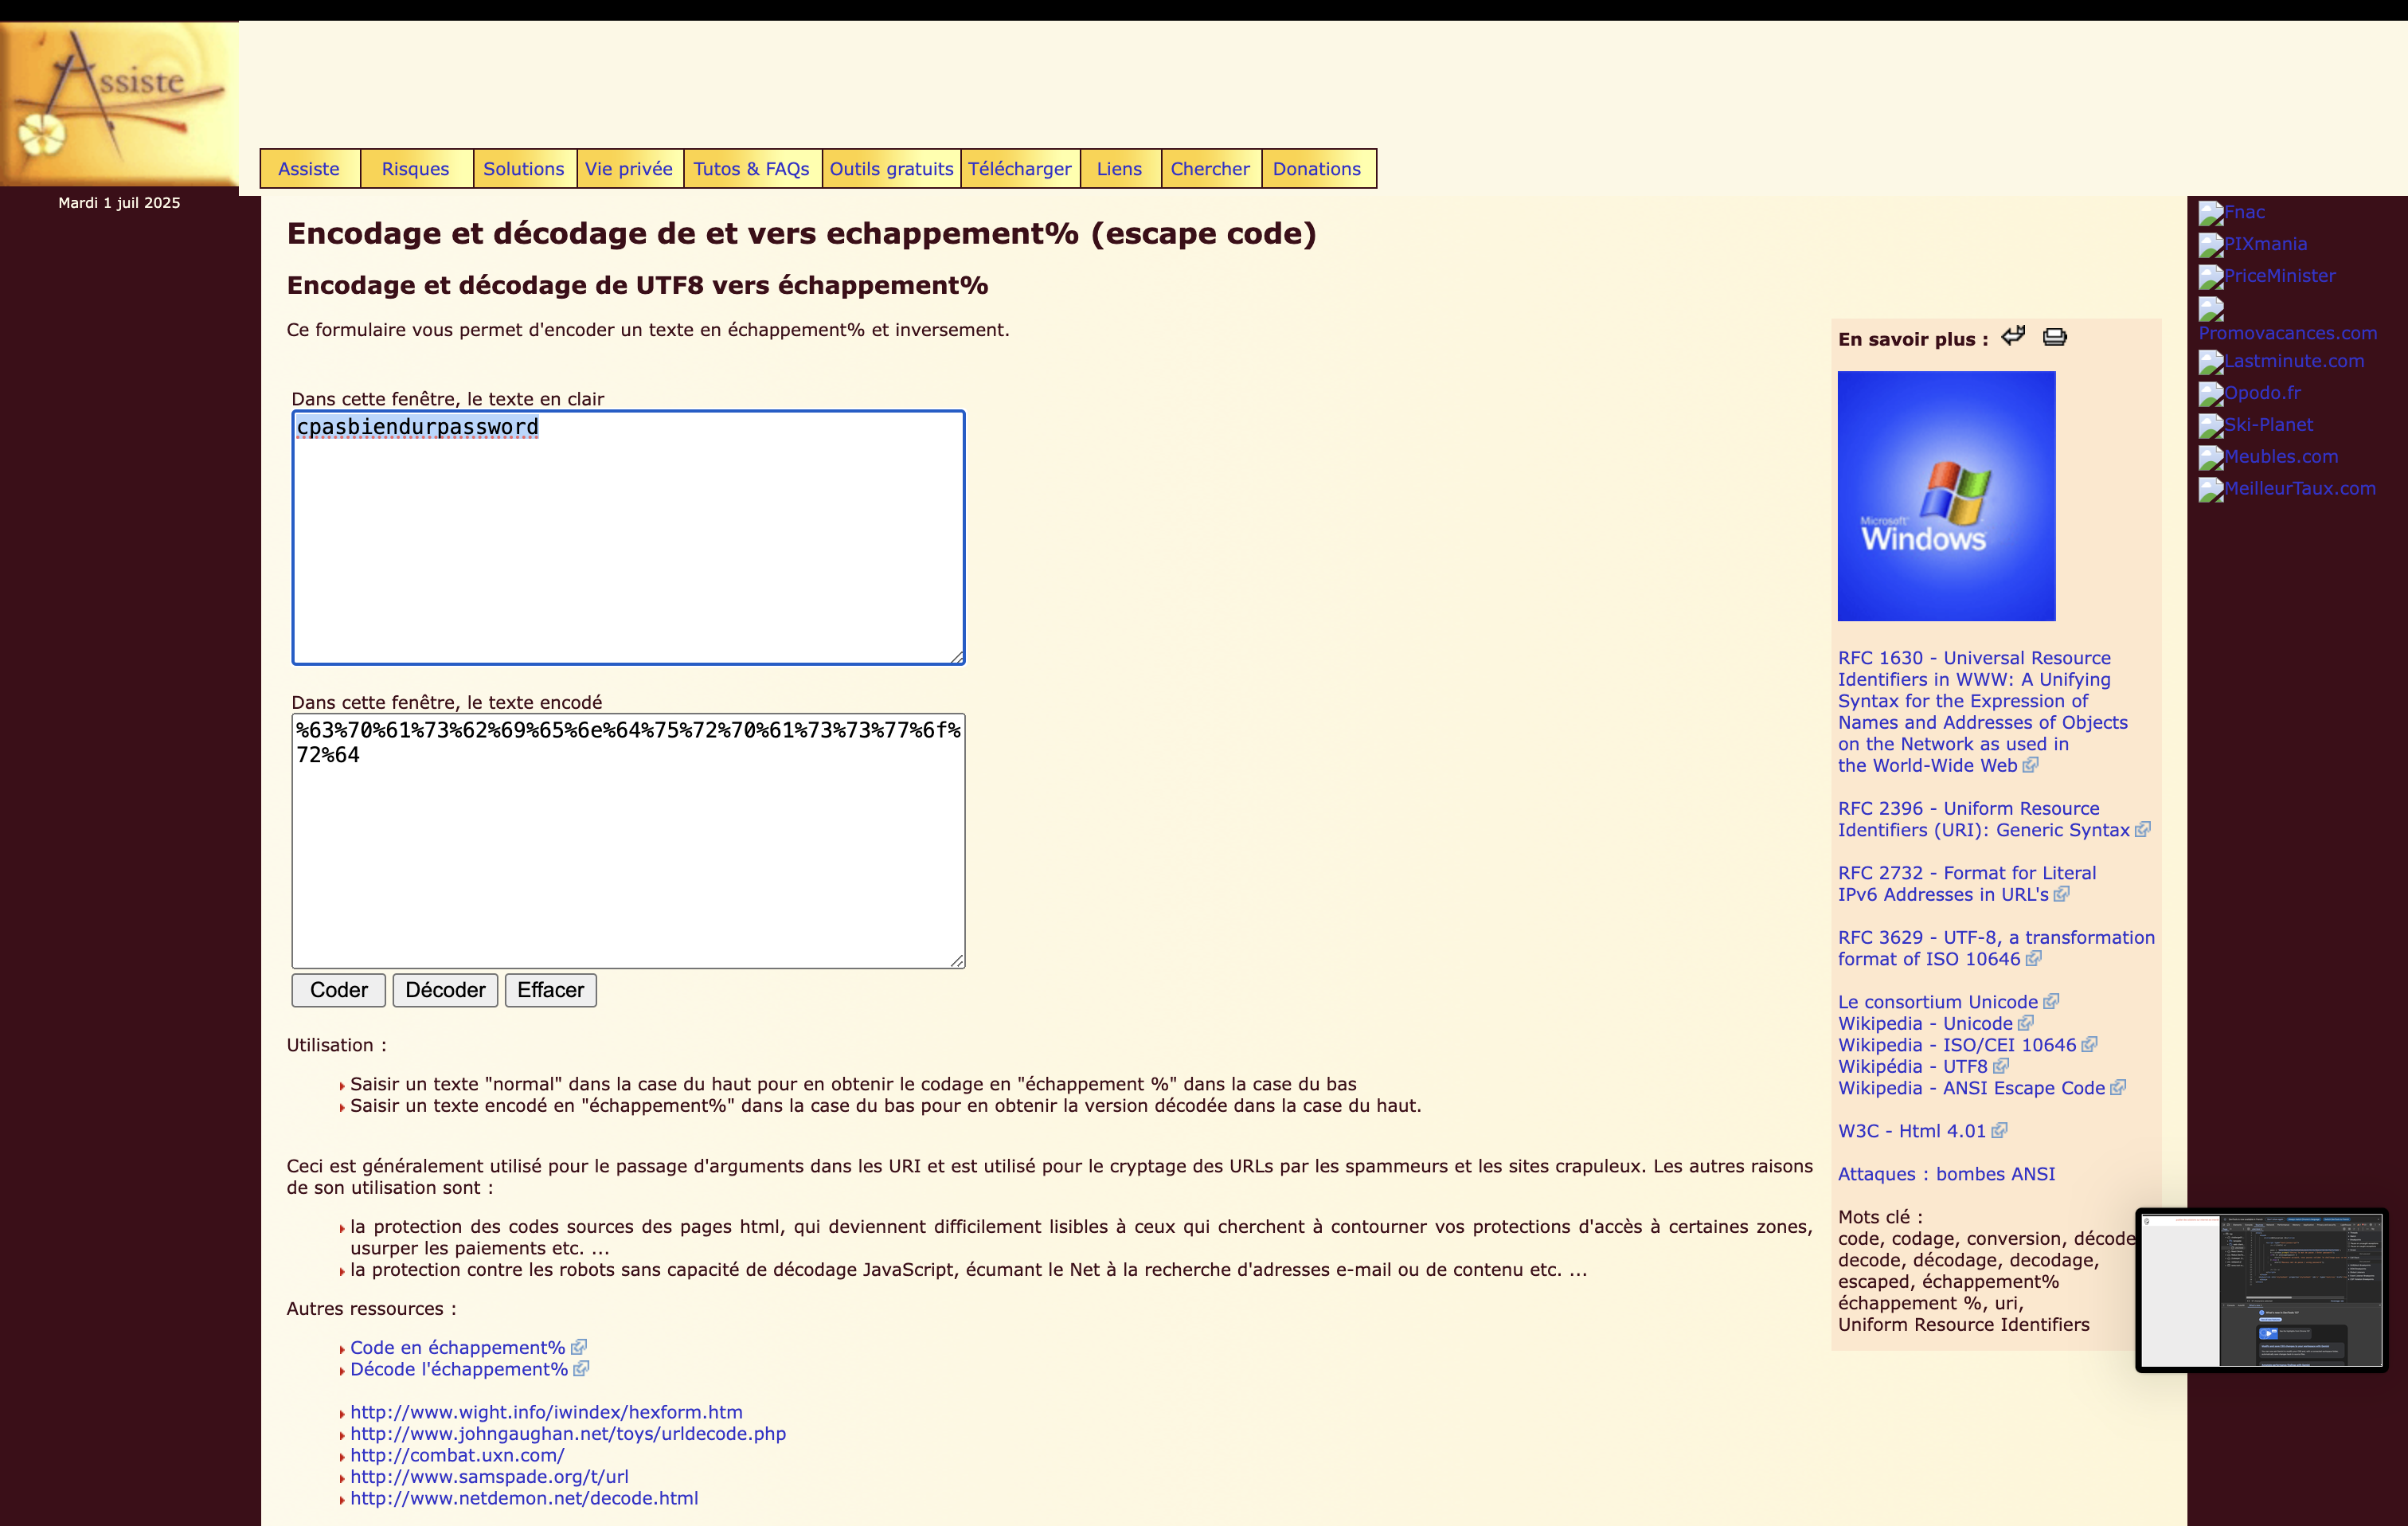 Assiste
Mardi 1 juil 2025
Assiste Risques Solutions Vie privée Tutos & FAQs Outils gratuits Télécharger Liens Chercher Donations
Encodage et décodage de et vers echappement% (escape code)
Encodage et décodage de UTF8 vers échappement%
Ce formulaire vous permet d'encoder un texte en échappement% et inversement.
Dans cette fenêtre, le texte en clair
cpasbiendurpassword
Dans cette fenêtre, le texte encodé
%63%70%61%73%62%69%65%6e%64%75%72%70%61%73%73%77%6f%
72%64
Coder Décoder Effacer
Utilisation :
Saisir un texte "normal" dans la case du haut pour en obtenir le codage en "échappement %" dans la case du bas
Saisir un texte encodé en "échappement%" dans la case du bas pour en obtenir la version décodée dans la case du haut.
Ceci est généralement utilisé pour le passage d'arguments dans les URI et est utilisé pour le cryptage des URLs par les spammeurs et les sites crapuleux. Les autres raisons
de son utilisation sont :
la protection des codes sources des pages html, qui deviennent difficilement lisibles à ceux qui cherchent à contourner vos protections d'accès à certaines zones,
usurper les paiements etc. ...
la protection contre les robots sans capacité de décodage JavaScript, écumant le Net à la recherche d'adresses e-mail ou de contenu etc. ...
Autres ressources :
Code en échappement%
Décode l'échappement%
http://www.wight.info/iwindex/hexform.htm
http://www.johngaughan.net/toys/urldecode.php
http://combat.uxn.com/
http://www.samspade.org/t/url
http://www.netdemon.net/decode.html
En savoir plus :
Microsoft
Windows
RFC 1630 - Universal Resource
Identifiers in WWW: A Unifying
Syntax for the Expression of
Names and Addresses of Objects
on the Network as used in
the World-Wide Web
RFC 2396 - Uniform Resource
Identifiers (URI): Generic Syntax
RFC 2732 - Format for Literal
IPv6 Addresses in URL's
RFC 3629 - UTF-8, a transformation
format of ISO 10646
Le consortium Unicode
Wikipedia - Unicode
Wikipedia - ISO/CEI 10646
Wikipédia - UTF8
Wikipedia - ANSI Escape Code
W3C - Html 4.01
Attaques : bombes ANSI
Mots clé :
code, codage, conversion, décode
decode, décodage, decodage,
escaped, échappement%
échappement %, uri,
Uniform Resource Identifiers
Fnac
PIXmania
PriceMinister
Promovacances.com
Lastminute.com
Opodo.fr
Ski-Planet
Meubles.com
MeilleurTaux.com